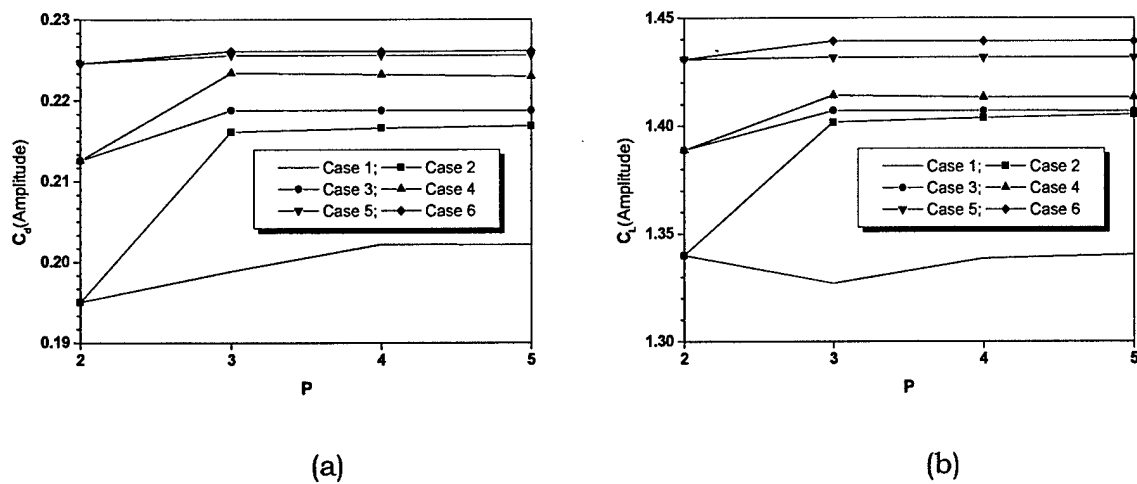 0.23
0.22
0.21
0.20
0.19
C_d(Amplitude)
Case 1; Case 2
Case 3; Case 4
Case 5; Case 6
2 3 4 5
P
(a)
1.45
1.40
1.35
1.30
C_L(Amplitude)
Case 1; Case 2
Case 3; Case 4
Case 5; Case 6
2 3 4 5
P
(b)